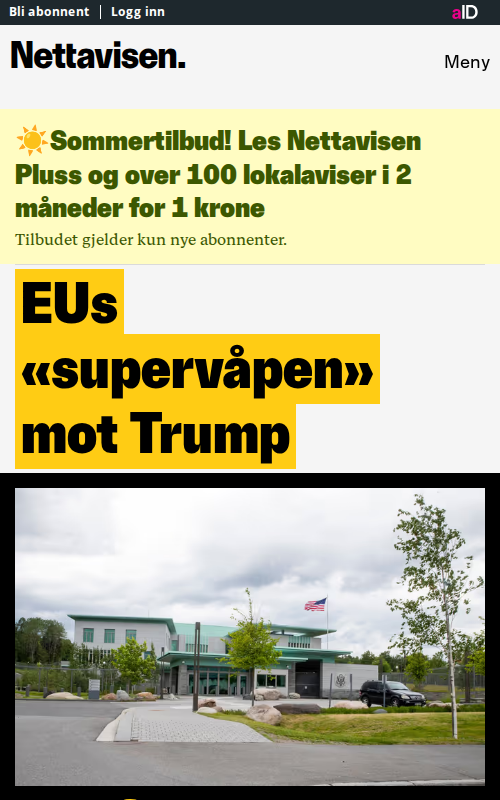 Bli abonnent | Logg inn
aID
Nettavisen.
Meny
☀️Sommertilbud! Les Nettavisen
Pluss og over 100 lokalaviser i 2
måneder for 1 krone
Tilbudet gjelder kun nye abonnenter.
EUs
«supervåpen»
mot Trump